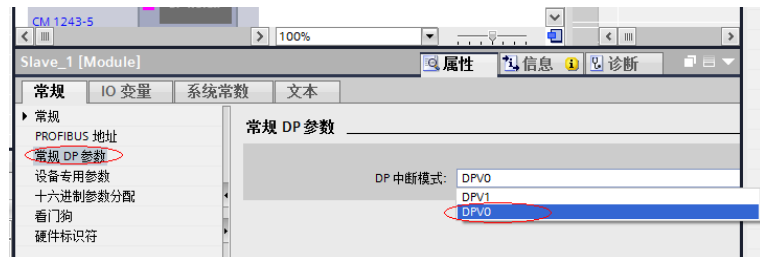 CM 1243-5
100%
Slave_1 [Module]
属性
信息
诊断
常规
IO 变量
系统常数
文本
常规
PROFIBUS 地址
常规 DP 参数
设备专用参数
十六进制参数分配
看门狗
硬件标识符
常规 DP 参数
DP 中断模式:
DPV0
DPV1
DPV0